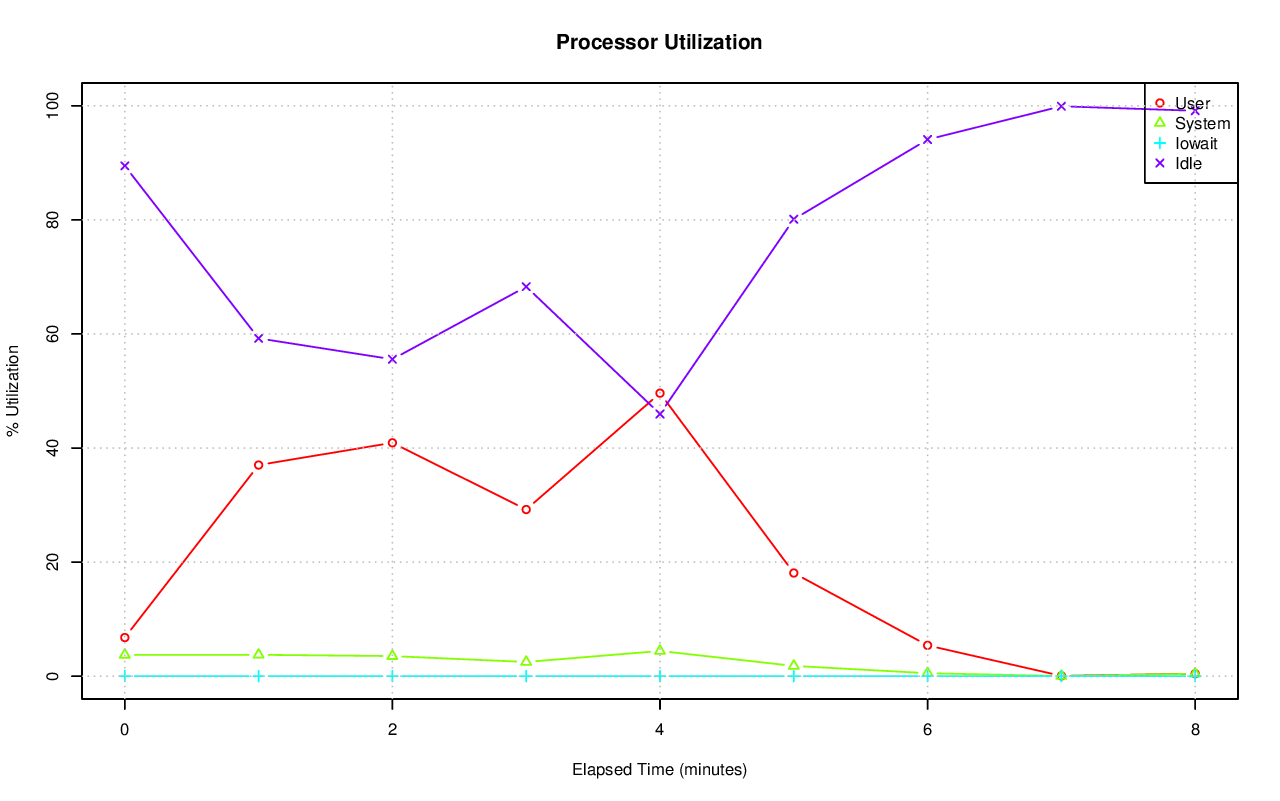 Processor Utilization
% Utilization
100
80
60
40
20
0
0 2 4 6 8
Elapsed Time (minutes)
User
System
Iowait
Idle